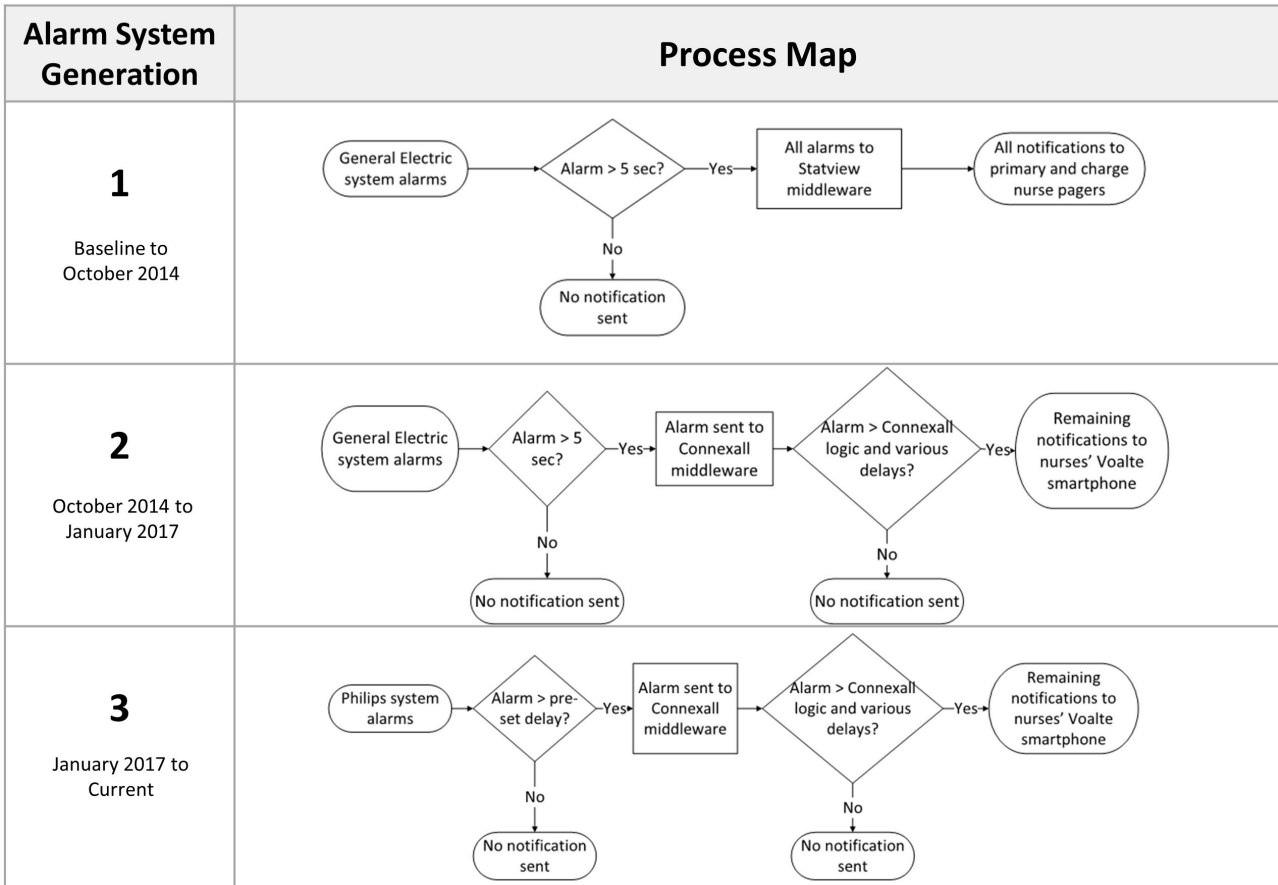 Alarm System
Generation
Process Map
1
Baseline to
October 2014
General Electric
system alarms
Alarm > 5 sec?
Yes
All alarms to
Statview
middleware
All notifications to
primary and charge
nurse pagers
No
No notification
sent
2
October 2014 to
January 2017
General Electric
system alarms
Alarm > 5
sec?
Yes
Alarm sent to
Connexall
middleware
Alarm > Connexall
logic and various
delays?
Yes
Remaining
notifications to
nurses’ Voalte
smartphone
No
No notification sent
No
No notification sent
3
January 2017 to
Current
Philips system
alarms
Alarm > pre-
set delay?
Yes
Alarm sent to
Connexall
middleware
Alarm > Connexall
logic and various
delays?
Yes
Remaining
notifications to
nurses’ Voalte
smartphone
No
No notification
sent
No
No notification
sent